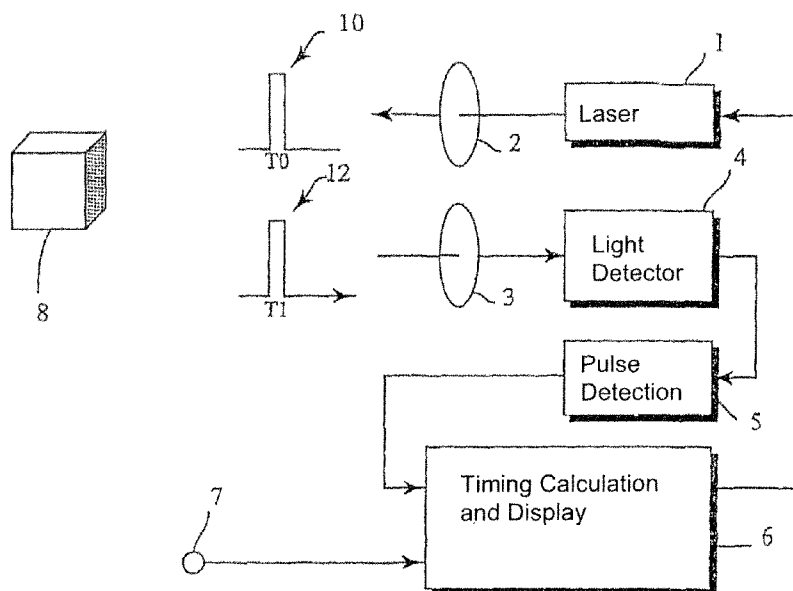 10
1
Laser
T0
2
12
4
Light
Detector
8
T1
3
Pulse
Detection
5
7
Timing Calculation
and Display
6